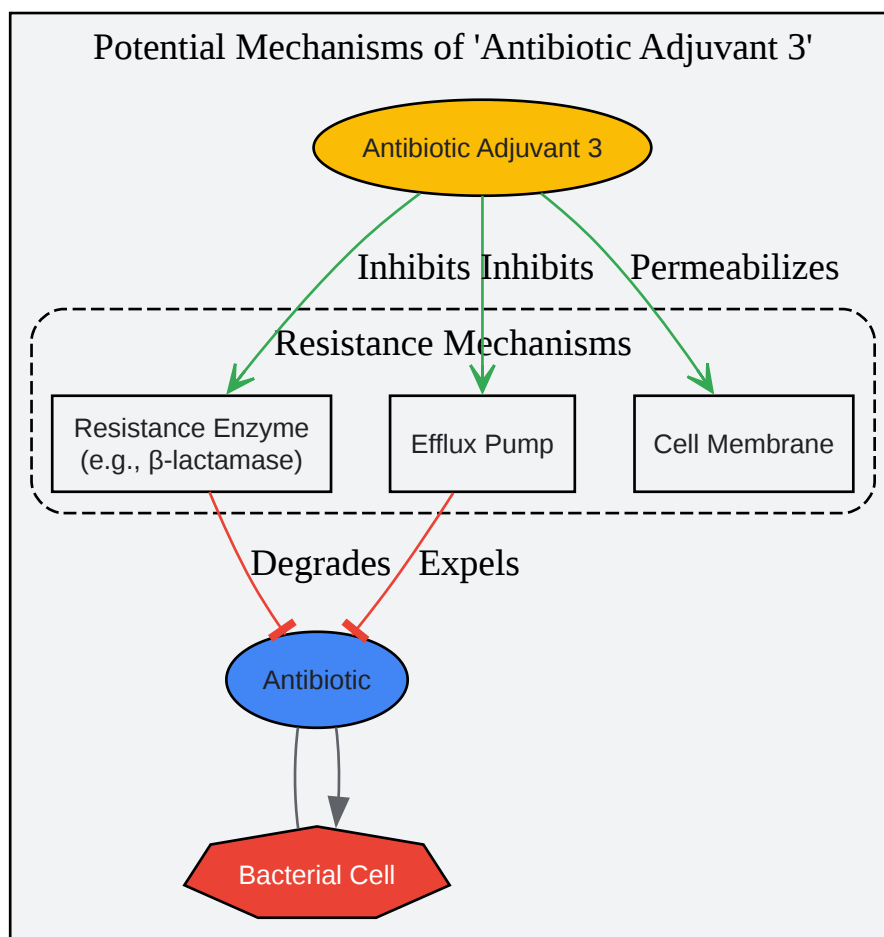 Potential Mechanisms of 'Antibiotic Adjuvant 3'
Antibiotic Adjuvant 3
Inhibits
Inhibits
Permeabilizes
Resistance Mechanisms
Resistance Enzyme
(e.g., β-lactamase)
Efflux Pump
Cell Membrane
Degrades
Expels
Antibiotic
Bacterial Cell